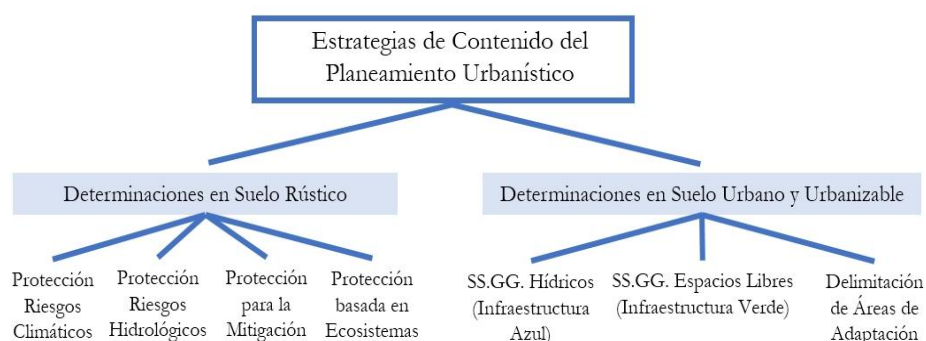 Estrategias de Contenido del
Planeamiento Urbanístico
Determinaciones en Suelo Rústico
Determinaciones en Suelo Urbano y Urbanizable
Protección
Riesgos
Climáticos
Protección
Riesgos
Hidrológicos
Protección
para la
Mitigación
Protección
basada en
Ecosistemas
SS.GG. Hídricos
(Infraestructura
Azul)
SS.GG. Espacios Libres
(Infraestructura Verde)
Delimitación
de Áreas de
Adaptación